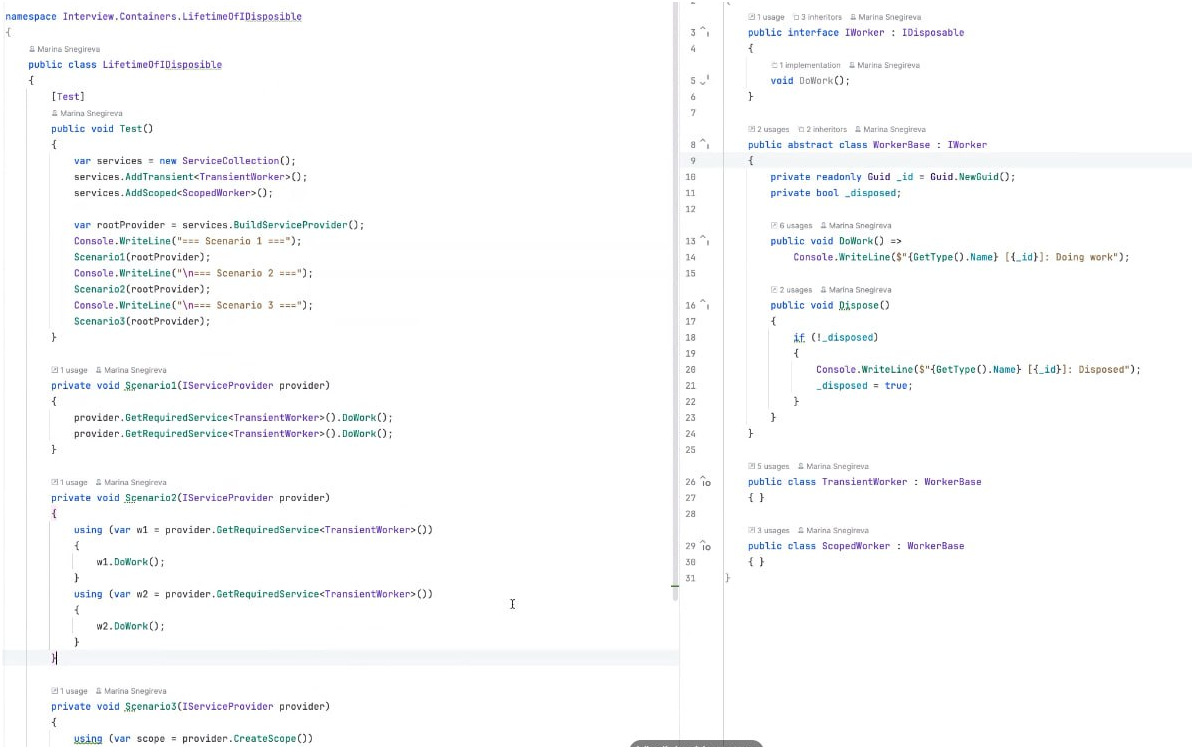 namespace Interview.Containers.LifetimeOfIDisposible
{
Marina Snegireva
public class LifetimeOfIDisposible
{
[Test]
Marina Snegireva
public void Test()
{
var services = new ServiceCollection();
services.AddTransient<TransientWorker>();
services.AddScoped<ScopedWorker>();
var rootProvider = services.BuildServiceProvider();
Console.WriteLine("=== Scenario 1 ===");
Scenario1(rootProvider);
Console.WriteLine("\n=== Scenario 2 ===");
Scenario2(rootProvider);
Console.WriteLine("\n=== Scenario 3 ===");
Scenario3(rootProvider);
}
1 usage Marina Snegireva
private void Scenario1(IServiceProvider provider)
{
provider.GetRequiredService<TransientWorker>().DoWork();
provider.GetRequiredService<TransientWorker>().DoWork();
}
1 usage Marina Snegireva
private void Scenario2(IServiceProvider provider)
{
using (var w1 = provider.GetRequiredService<TransientWorker>())
{
w1.DoWork();
}
using (var w2 = provider.GetRequiredService<TransientWorker>())
{
w2.DoWork();
}
}
1 usage Marina Snegireva
private void Scenario3(IServiceProvider provider)
{
using (var scope = provider.CreateScope())
{
1 usage 3 inheritors Marina Snegireva
3 public interface IWorker : IDisposable
4 {
1 implementation Marina Snegireva
5 void DoWork();
6 }
7
2 usages 2 inheritors Marina Snegireva
8 public abstract class WorkerBase : IWorker
9 {
10 private readonly Guid _id = Guid.NewGuid();
11 private bool _disposed;
12
6 usages Marina Snegireva
13 public void DoWork() =>
14 Console.WriteLine($"{GetType().Name} [{_id}]: Doing work");
15
2 usages Marina Snegireva
16 public void Dispose()
17 {
18 if (!_disposed)
19 {
20 Console.WriteLine($"{GetType().Name} [{_id}]: Disposed");
21 _disposed = true;
22 }
23 }
24 }
25
5 usages Marina Snegireva
26 public class TransientWorker : WorkerBase
27 { }
28
3 usages Marina Snegireva
29 public class ScopedWorker : WorkerBase
30 { }
31 }